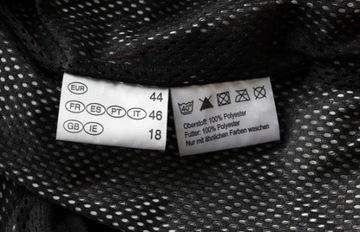 EUR 44
FR ES PT IT 46
GB IE 18
40°
Oberstoff: 100% Polyester
Futter: 100% Polyester
Nur mit ähnlichen Farben waschen